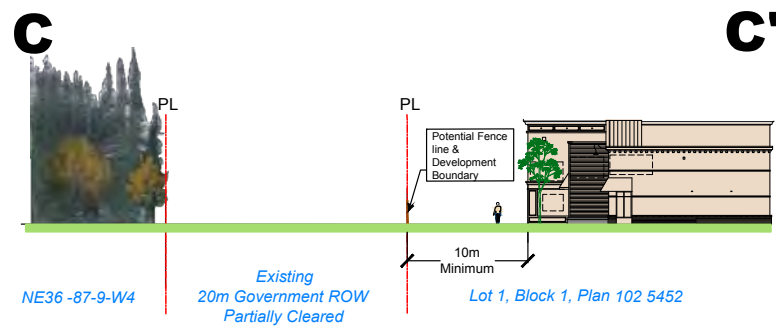 C
C'
PL
PL
Potential Fence
line &
Development
Boundary
10m
Minimum
NE36 -87-9-W4
Existing
20m Government ROW
Partially Cleared
Lot 1, Block 1, Plan 102 5452